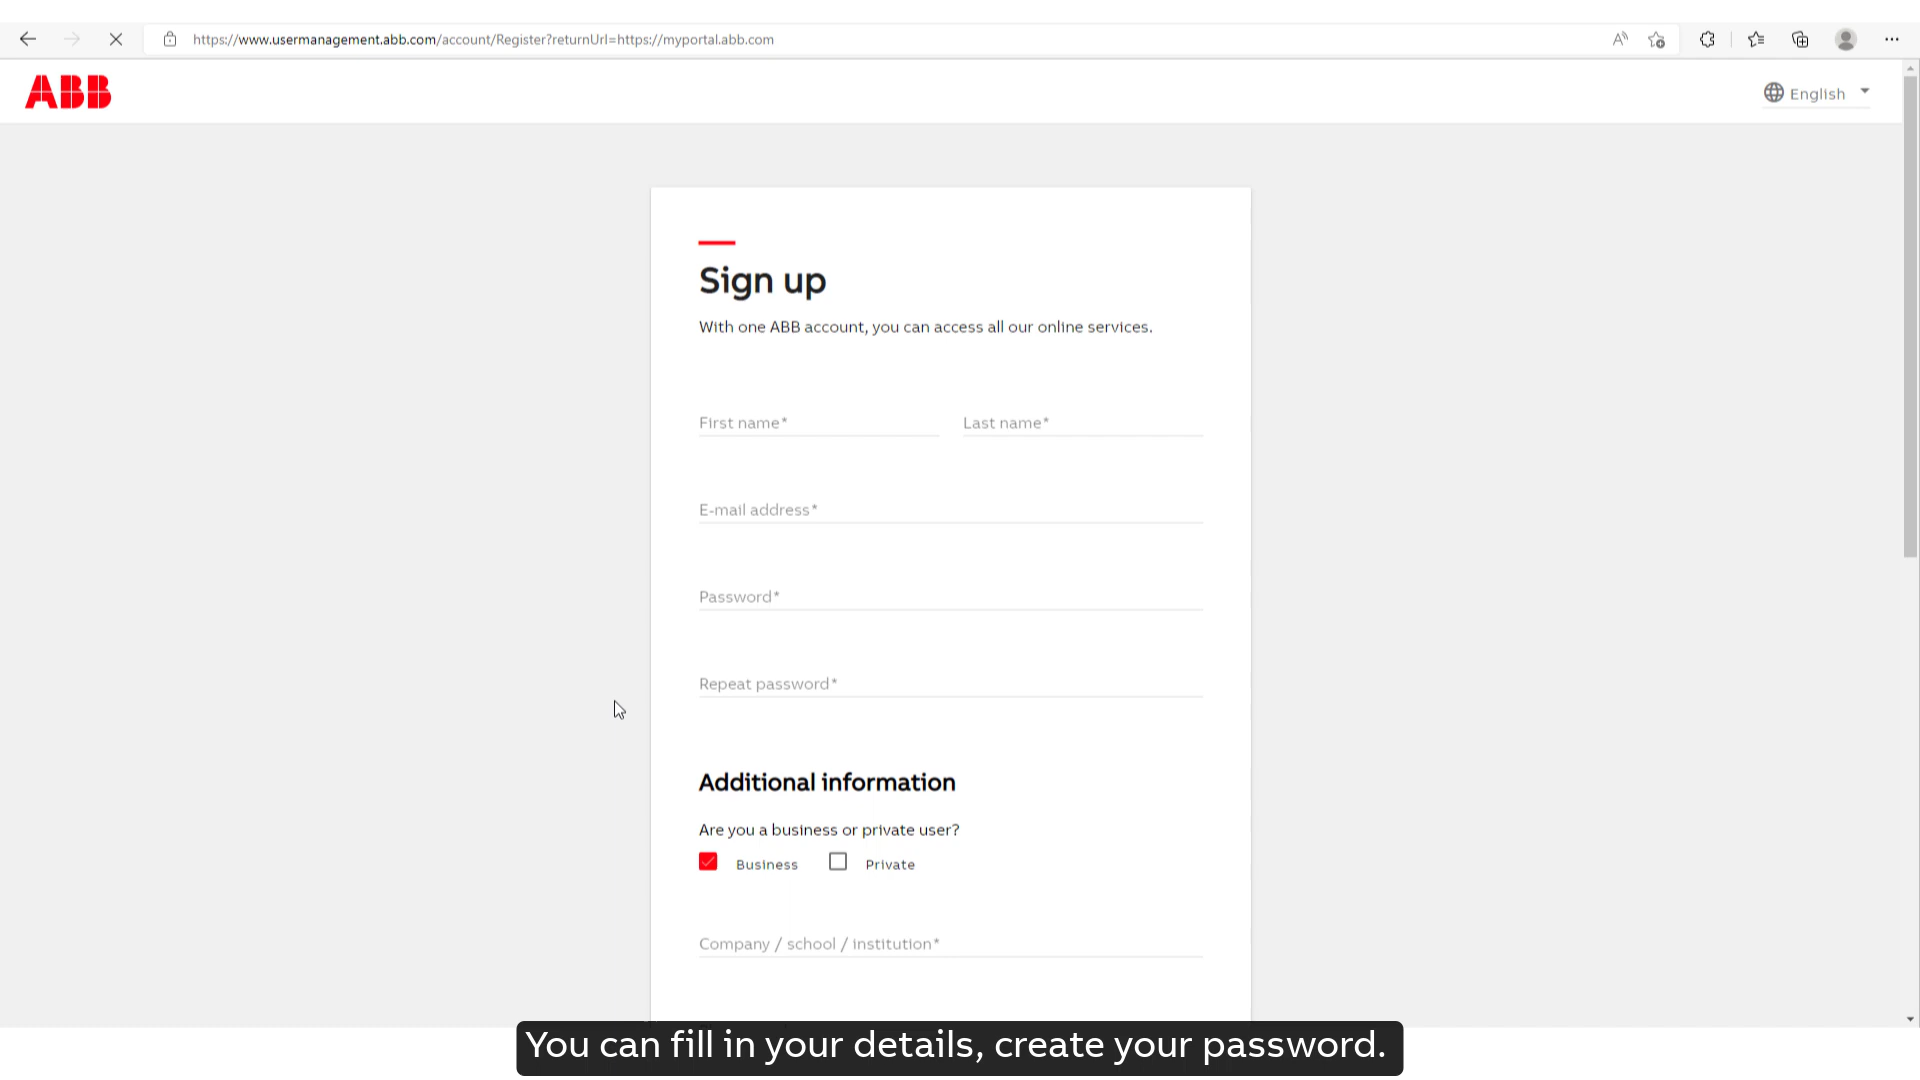 https://www.usermanagement.abb.com/account/Register?returnUrl=https://myportal.abb.com
ABB
English
Sign up
With one ABB account, you can access all our online services.
First name*
Last name*
E-mail address*
Password*
Repeat password*
Additional information
Are you a business or private user?
Business
Private
Company / school / institution*
You can fill in your details, create your password.